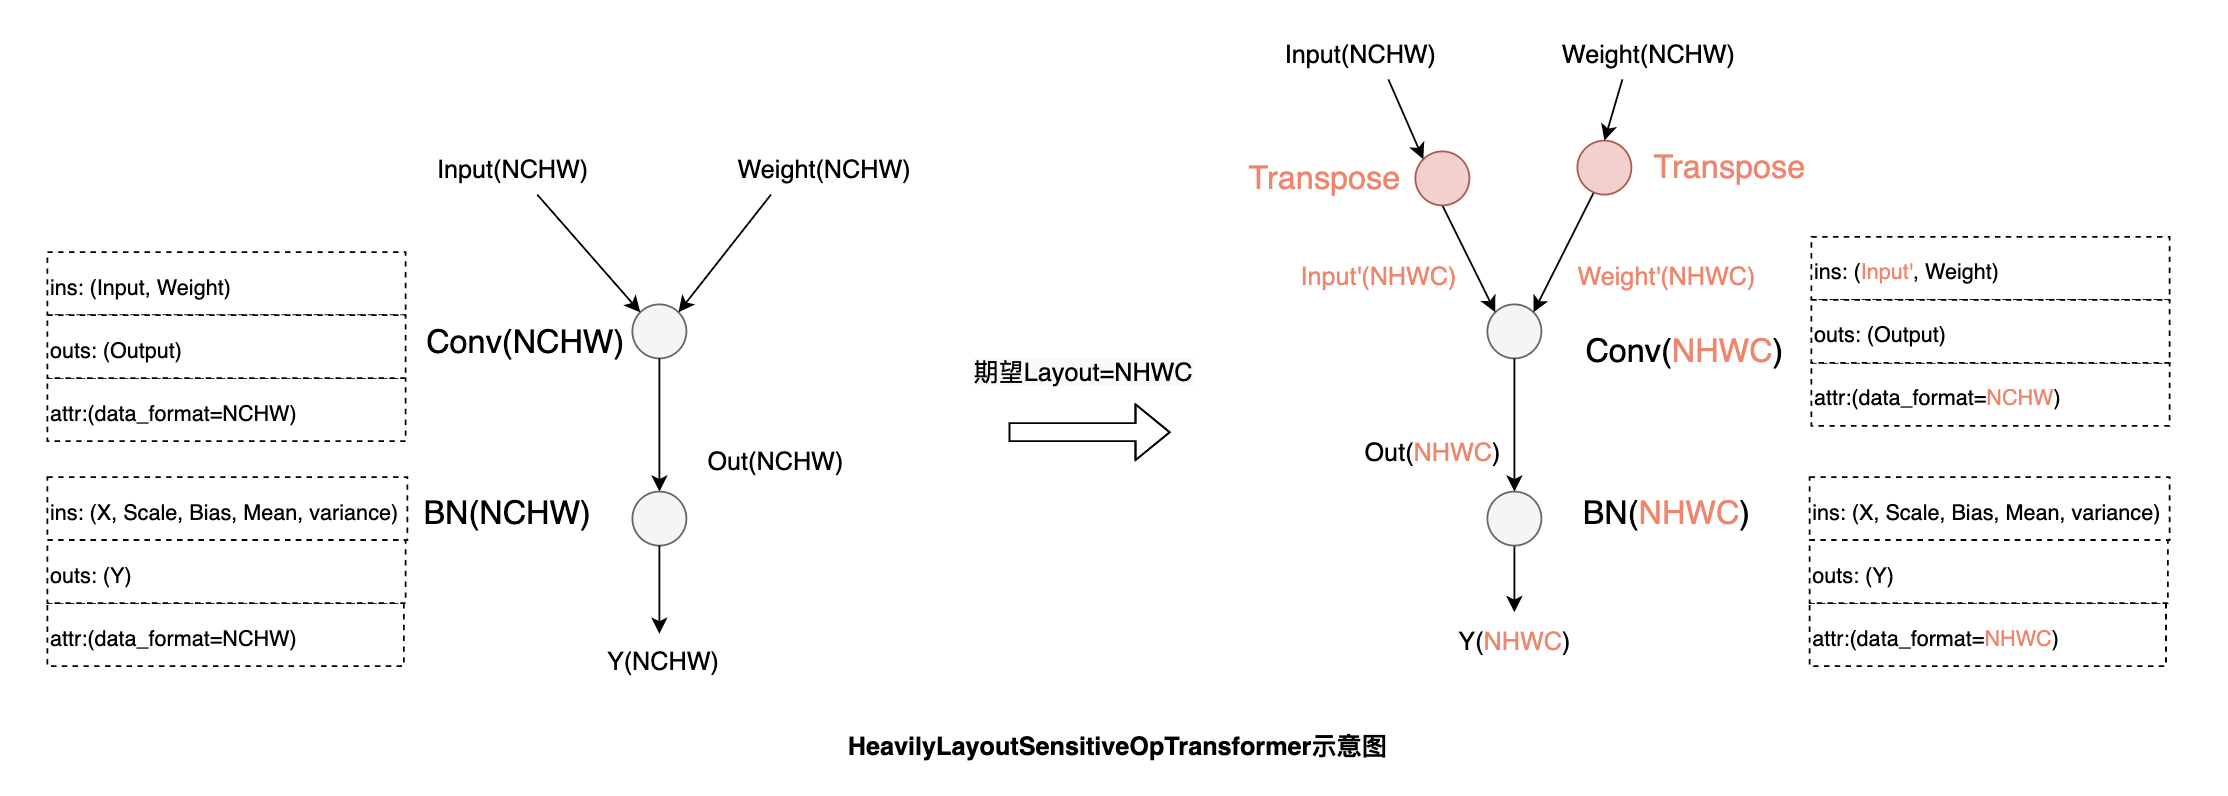 Input(NCHW)
Weight(NCHW)
ins: (Input, Weight)
outs: (Output)
attr:(data_format=NCHW)
Conv(NCHW)
Out(NCHW)
ins: (X, Scale, Bias, Mean, variance)
outs: (Y)
attr:(data_format=NCHW)
BN(NCHW)
Y(NCHW)
期望Layout=NHWC
Input(NCHW)
Weight(NCHW)
Transpose
Transpose
Input'(NHWC)
Weight'(NHWC)
Conv(NHWC)
ins: (Input', Weight)
outs: (Output)
attr:(data_format=NCHW)
Out(NHWC)
BN(NHWC)
ins: (X, Scale, Bias, Mean, variance)
outs: (Y)
attr:(data_format=NHWC)
Y(NHWC)
HeavilyLayoutSensitiveOpTransformer示意图